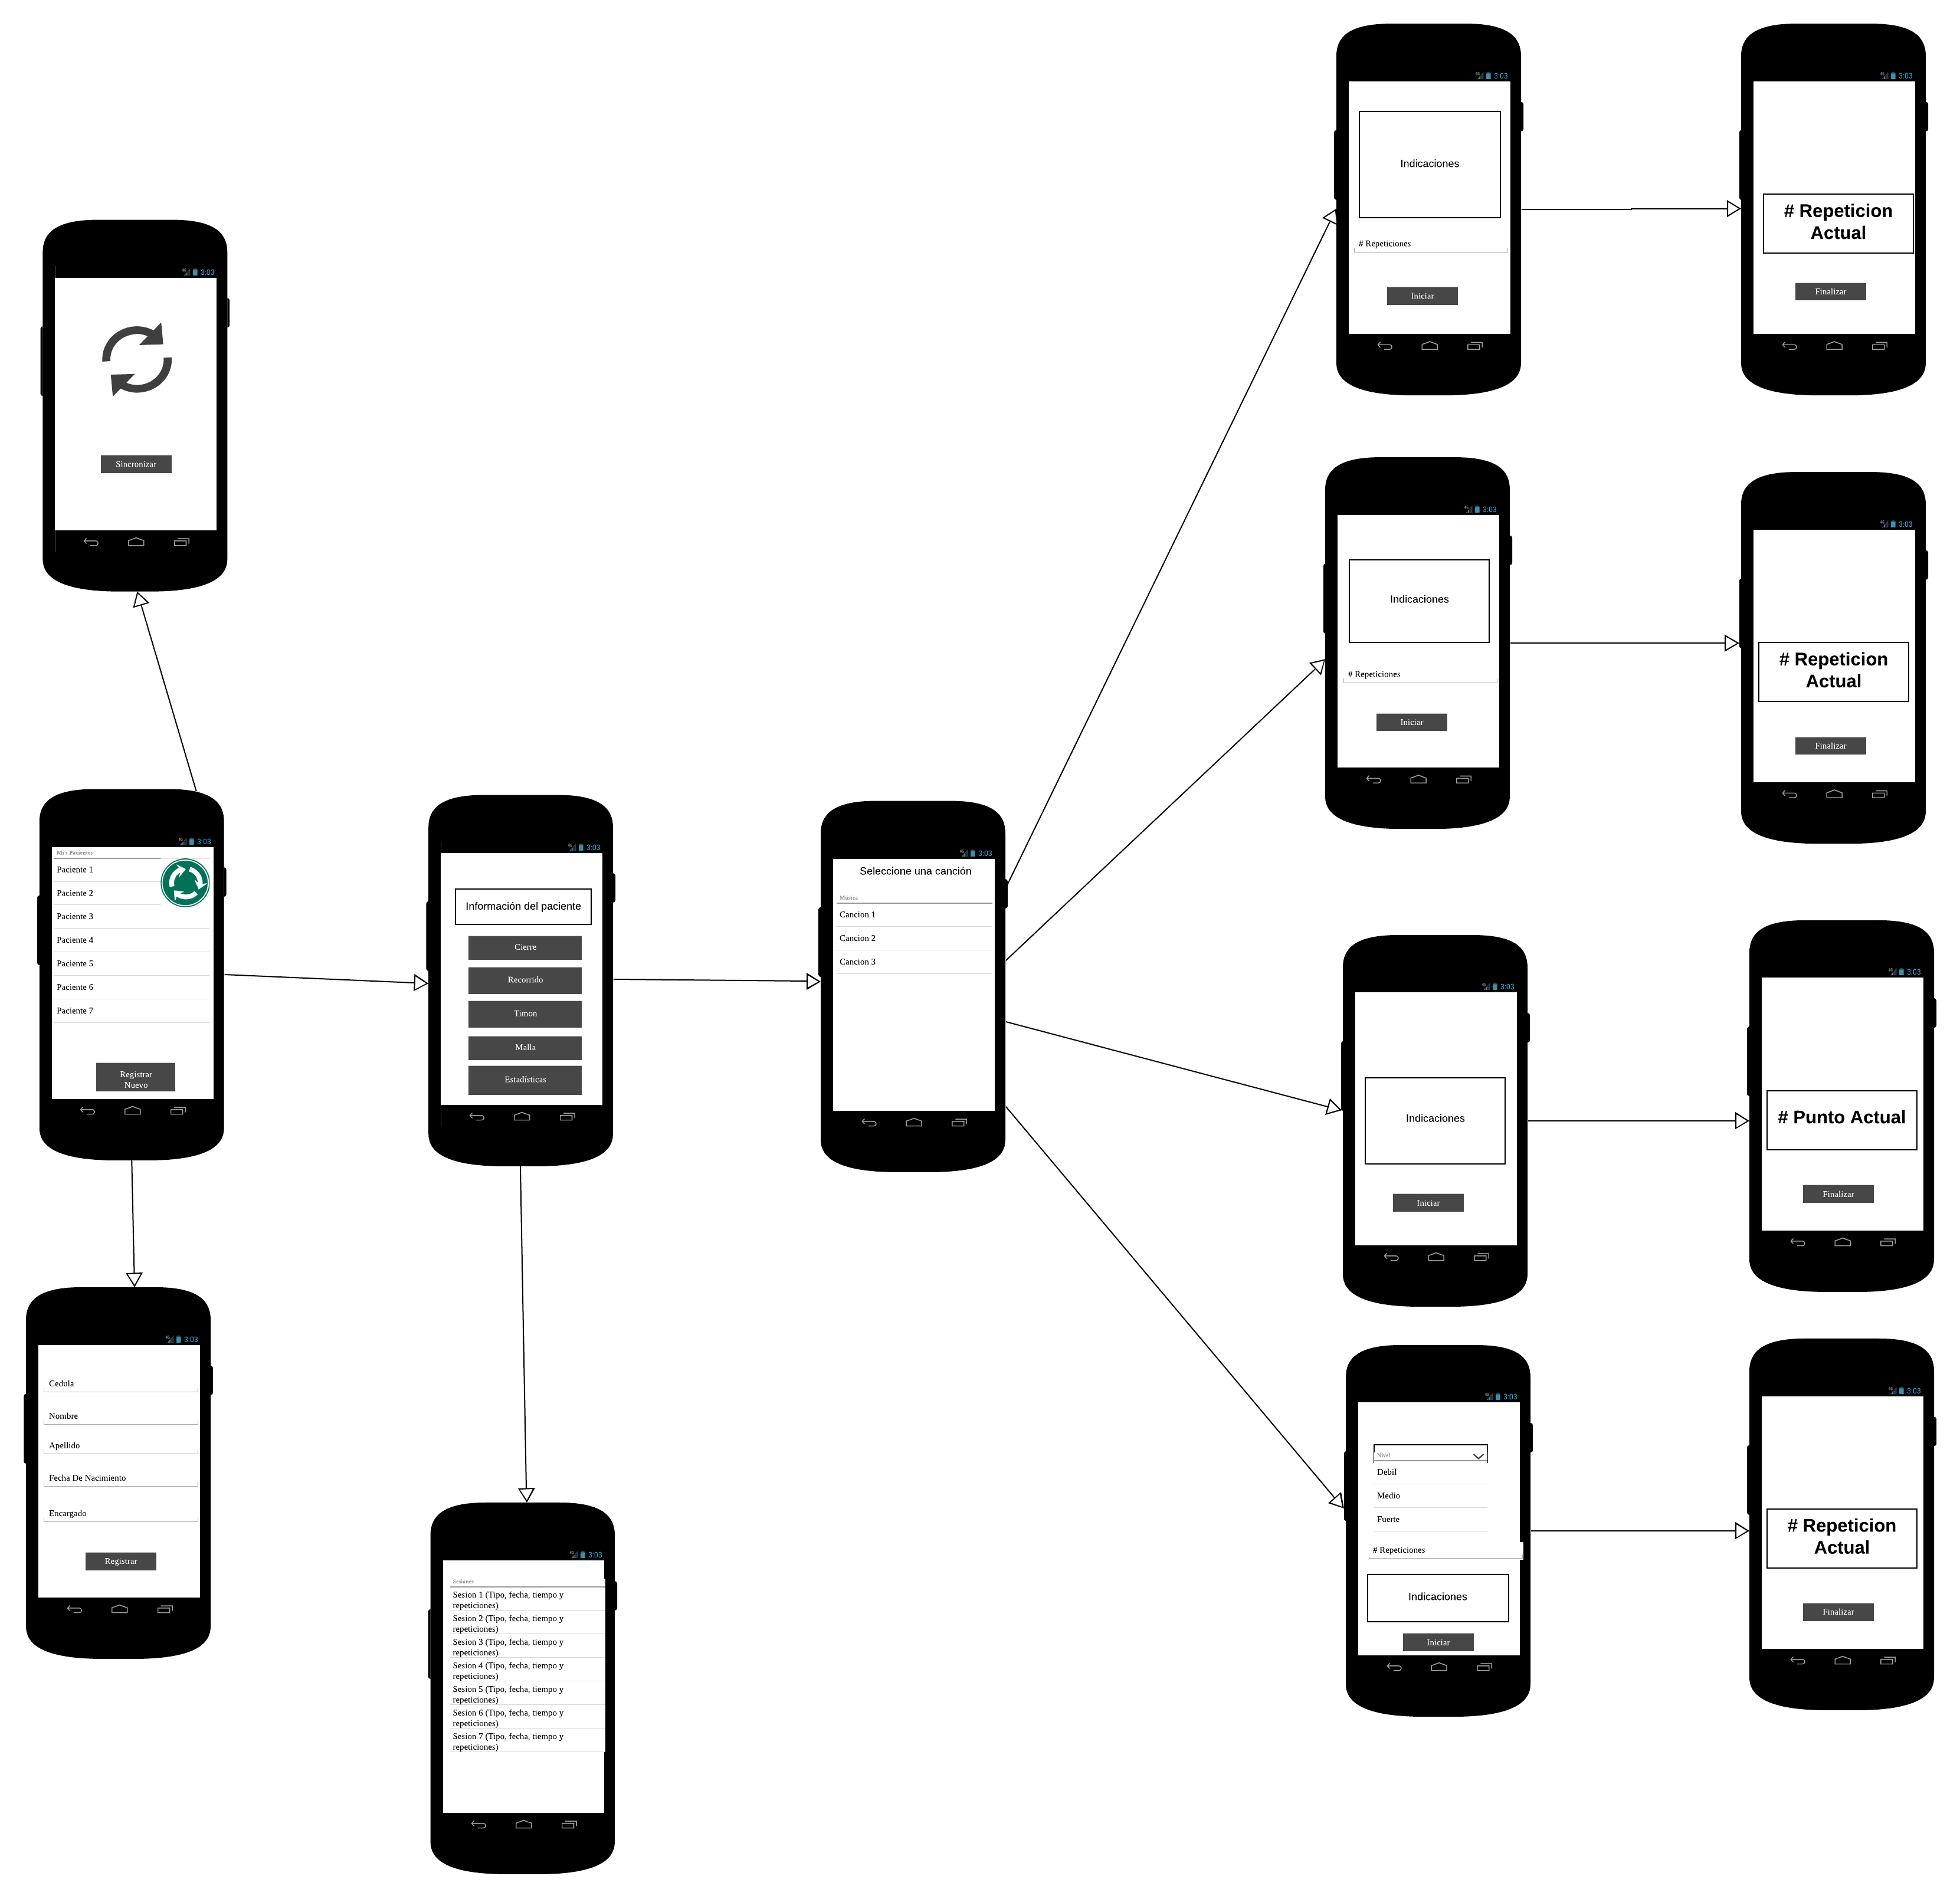 3:03
Sincronizar
3:03
Mi s Pacientes
Paciente 1
Paciente 2
Paciente 3
Paciente 4
Paciente 5
Paciente 6
Paciente 7
Registrar
Nuevo
3:03
Cedula
Nombre
Apellido
Fecha De Nacimiento
Encargado
Registrar
3:03
Información del paciente
Cierre
Recorrido
Timon
Malla
Estadísticas
3:03
Sesiones
Sesion 1 (Tipo, fecha, tiempo y
repeticiones)
Sesion 2 (Tipo, fecha, tiempo y
repeticiones)
Sesion 3 (Tipo, fecha, tiempo y
repeticiones)
Sesion 4 (Tipo, fecha, tiempo y
repeticiones)
Sesion 5 (Tipo, fecha, tiempo y
repeticiones)
Sesion 6 (Tipo, fecha, tiempo y
repeticiones)
Sesion 7 (Tipo, fecha, tiempo y
repeticiones)
3:03
Seleccione una canción
Música
Cancion 1
Cancion 2
Cancion 3
3:03
Indicaciones
# Repeticiones
Iniciar
3:03
# Repeticion
Actual
Finalizar
3:03
Indicaciones
# Repeticiones
Iniciar
3:03
# Repeticion
Actual
Finalizar
3:03
Indicaciones
Iniciar
3:03
# Punto Actual
Finalizar
3:03
Nivel
Debil
Medio
Fuerte
# Repeticiones
Indicaciones
Iniciar
3:03
# Repeticion
Actual
Finalizar